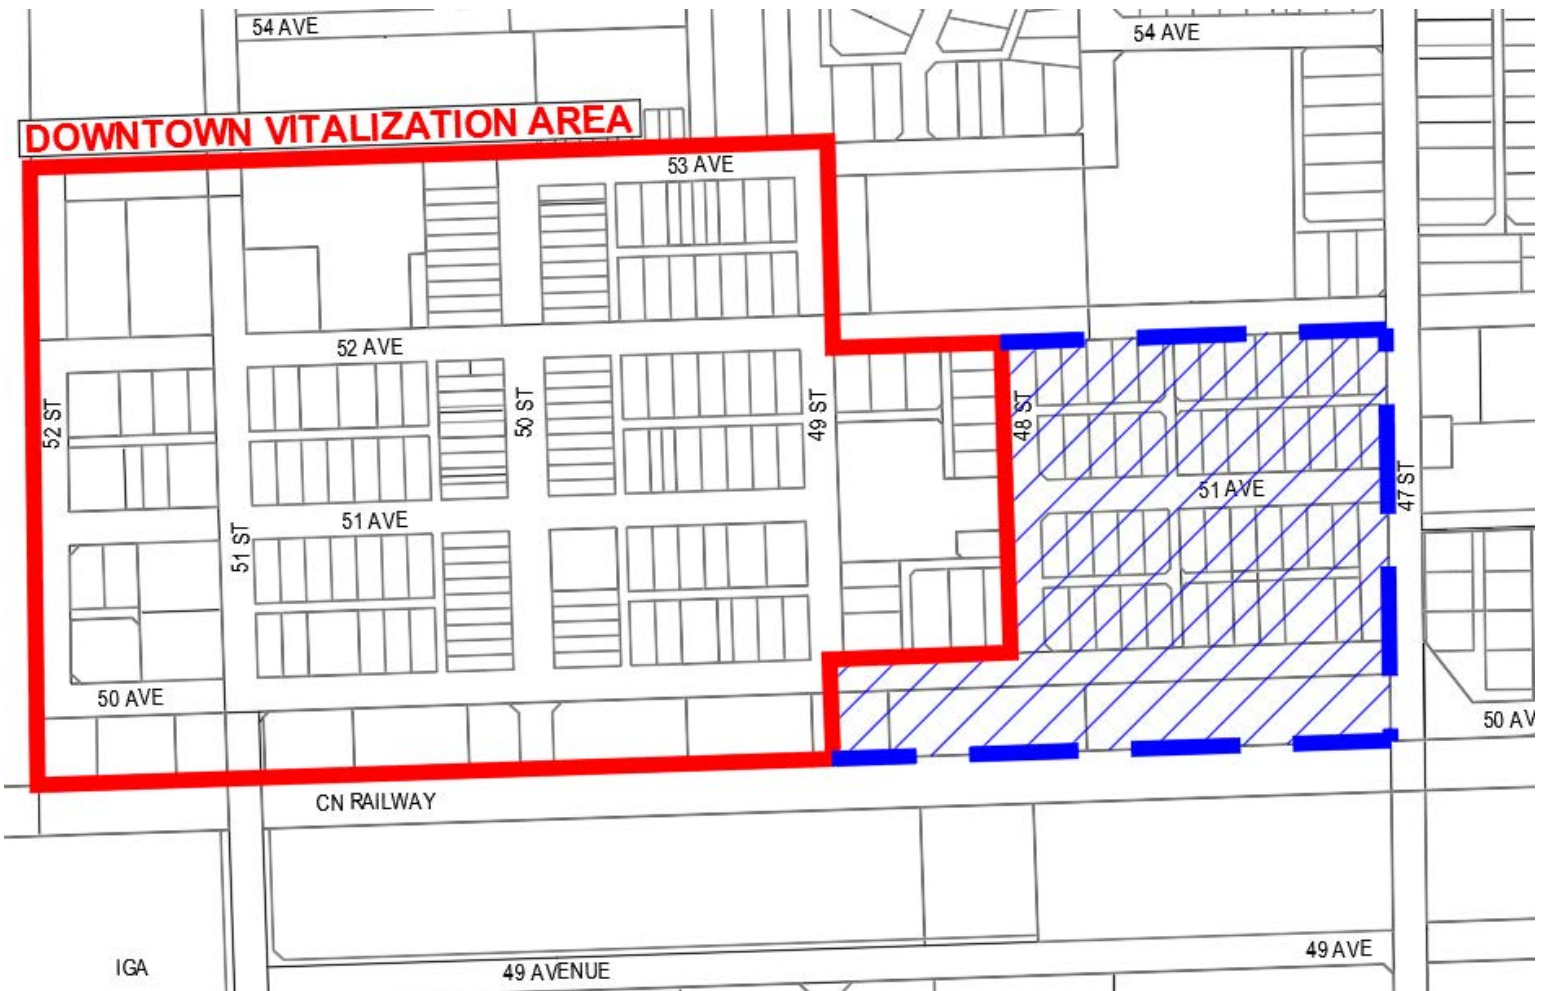 54 AVE
54 AVE
DOWNTOWN VITALIZATION AREA
53 AVE
52 AVE
52 ST
50 ST
49 ST
48 ST
47 ST
51 AVE
51 AVE
51 ST
50 AVE
50 AV
CN RAILWAY
49 AVE
IGA
49 AVENUE